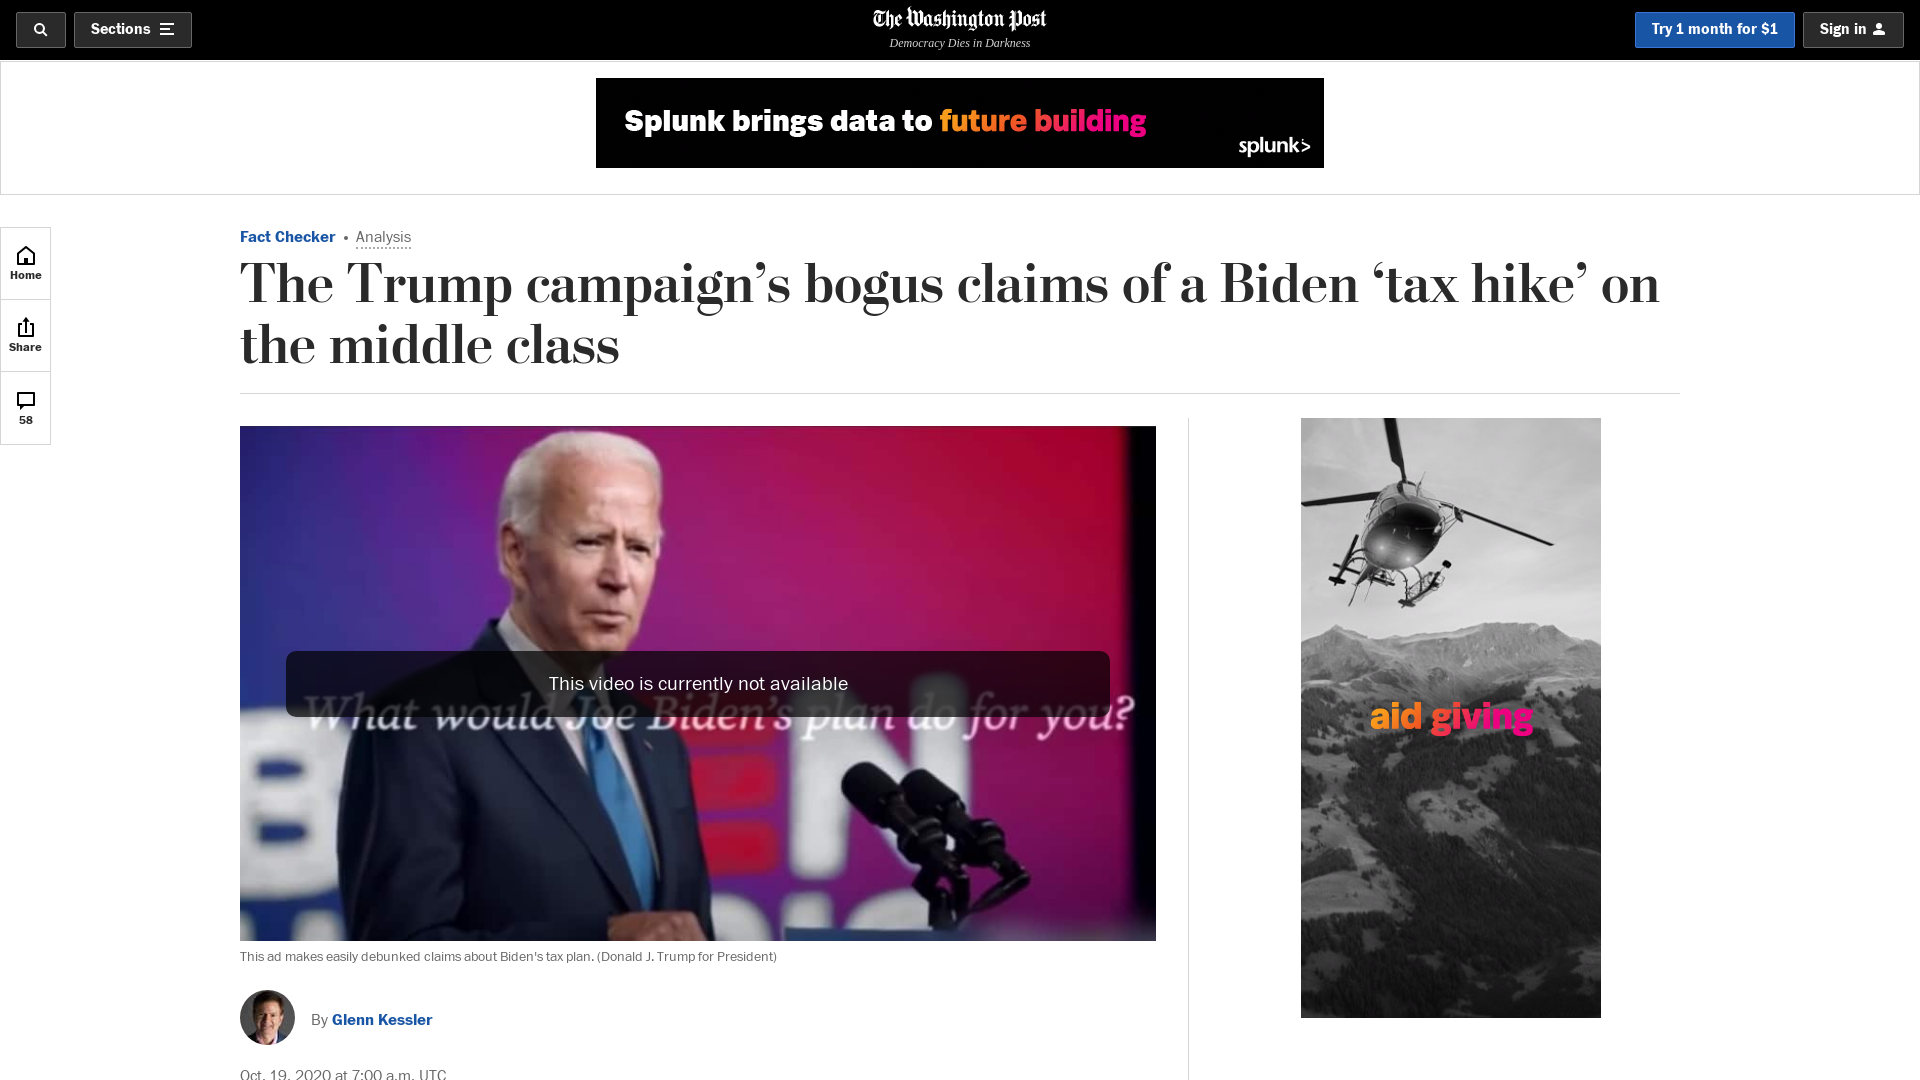 Sections
The Washington Post
Democracy Dies in Darkness
Try 1 month for $1
Sign in
Splunk brings data to future building
splunk>
Home
Share
58
Fact Checker • Analysis
The Trump campaign’s bogus claims of a Biden ‘tax hike’ on
the middle class
This video is currently not available
What would Joe Biden’s plan do for you?
aid giving
This ad makes easily debunked claims about Biden's tax plan. (Donald J. Trump for President)
By Glenn Kessler
Oct. 19, 2020 at 7:00 a.m. UTC